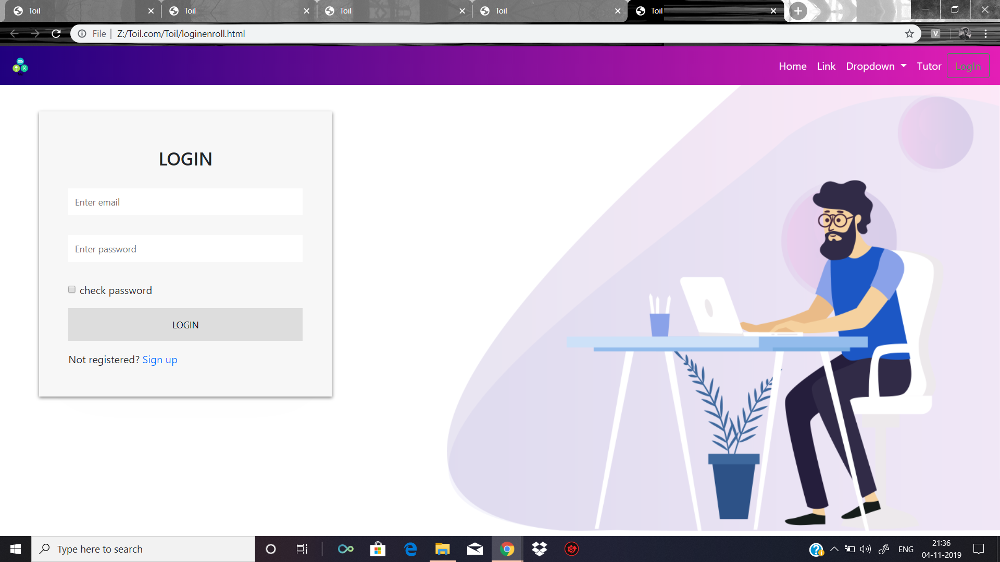 Toil
Toil
Toil
Toil
Toil
File
Z:/Toil.com/Toil/loginenroll.html
Home
Link
Dropdown
Tutor
LogIn
LOGIN
Enter email
Enter password
check password
LOGIN
Not registered? Sign up
Type here to search
ENG
21:36
04-11-2019